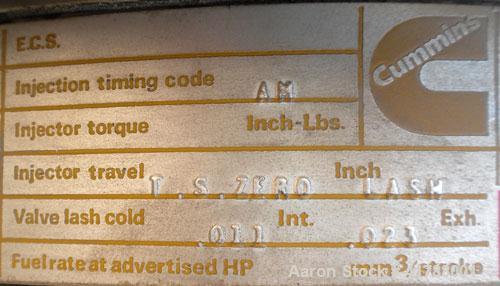 E.C.S.
Cummins
Injection timing code AM
Injector torque Inch-Lbs.
Injector travel Inch
T.S.ZERO LASH
Valve lash cold Int. Exh.
.011 .023
Fuel rate at advertised HP mm3/stroke
Aaron Stock